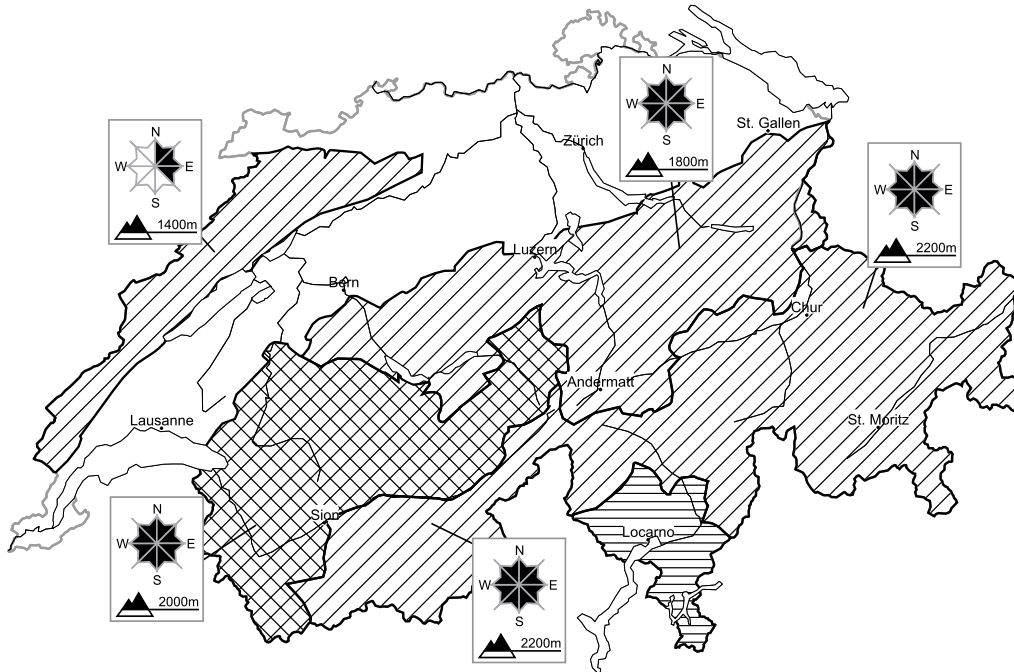 St. Gallen
Zürich
N
W E
S
1800m
N
W E
S
1400m
N
W E
S
2200m
Luzern
Bern
Chur
Andermatt
Lausanne
St. Moritz
Sion
Locarno
N
W E
S
2000m
N
W E
S
2200m